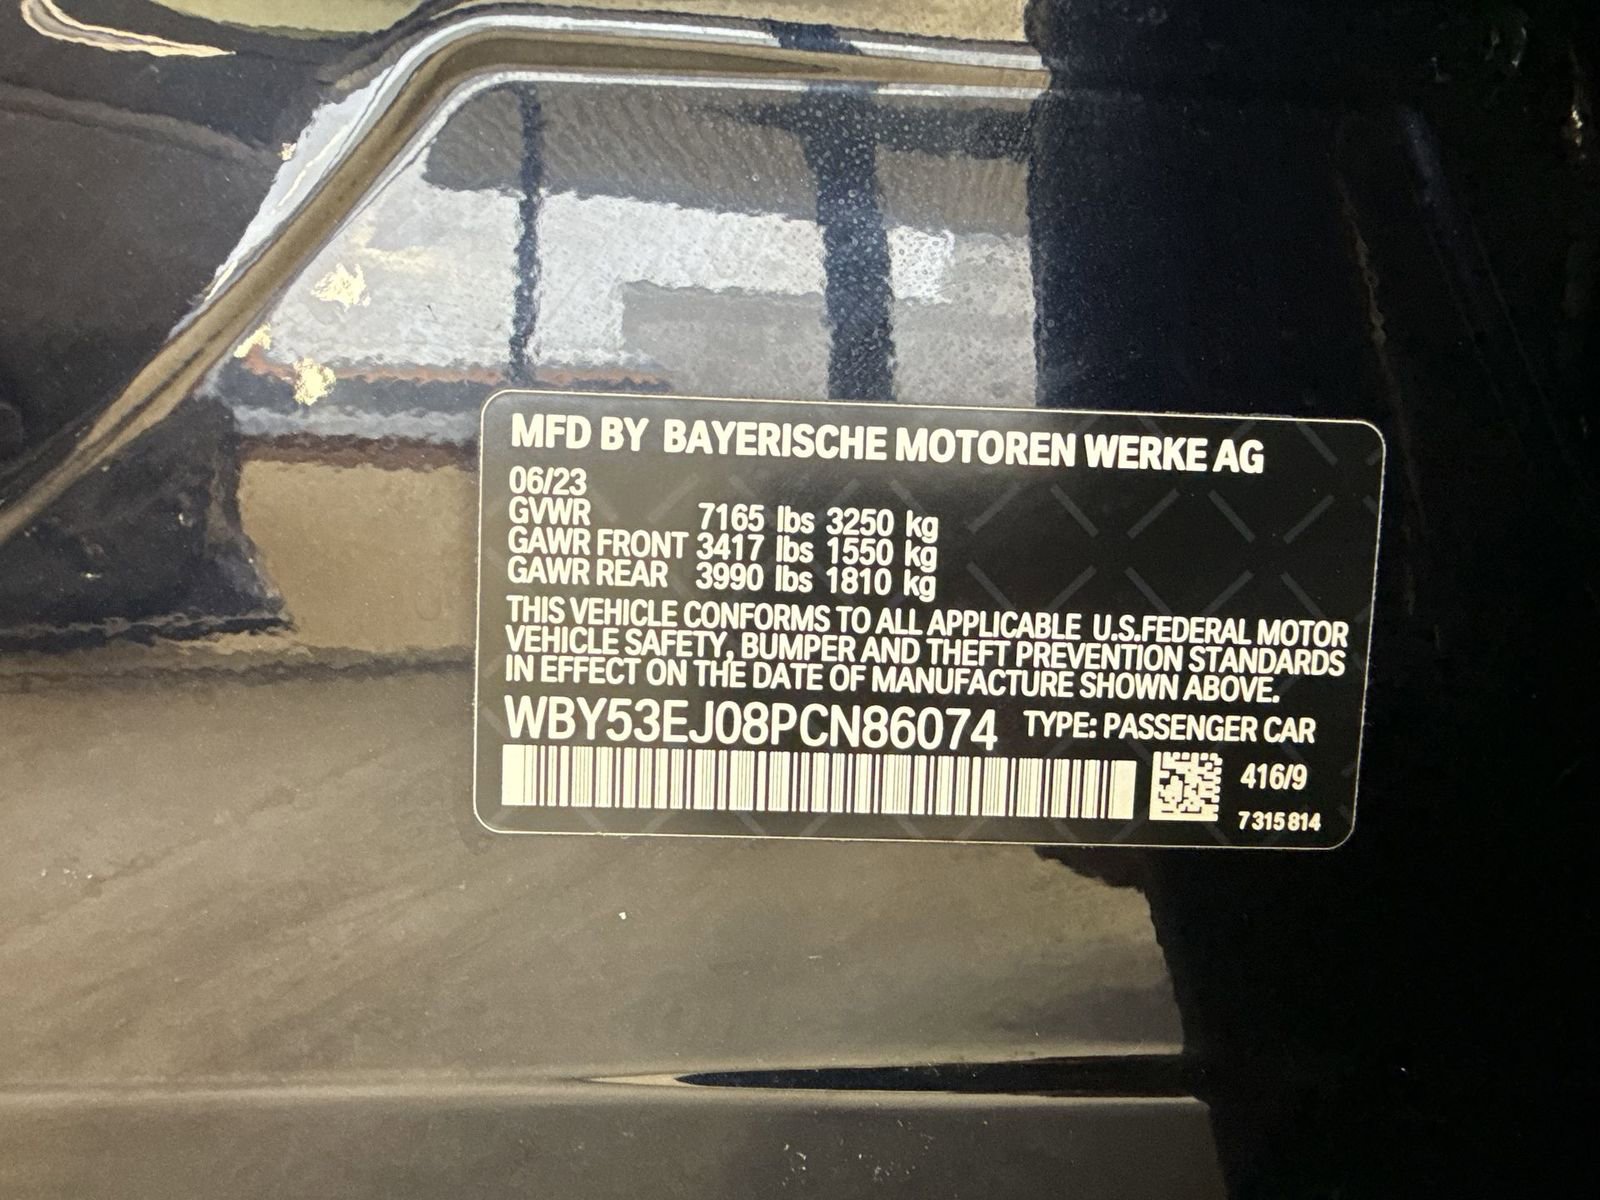 MFD BY BAYERISCHE MOTOREN WERKE AG
06/23
GVWR 7165 lbs 3250 kg
GAWR FRONT 3417 lbs 1550 kg
GAWR REAR 3990 lbs 1810 kg
THIS VEHICLE CONFORMS TO ALL APPLICABLE U.S.FEDERAL MOTOR
VEHICLE SAFETY, BUMPER AND THEFT PREVENTION STANDARDS
IN EFFECT ON THE DATE OF MANUFACTURE SHOWN ABOVE.
WBY53EJ08PCN86074 TYPE: PASSENGER CAR
416/9
7 315 814